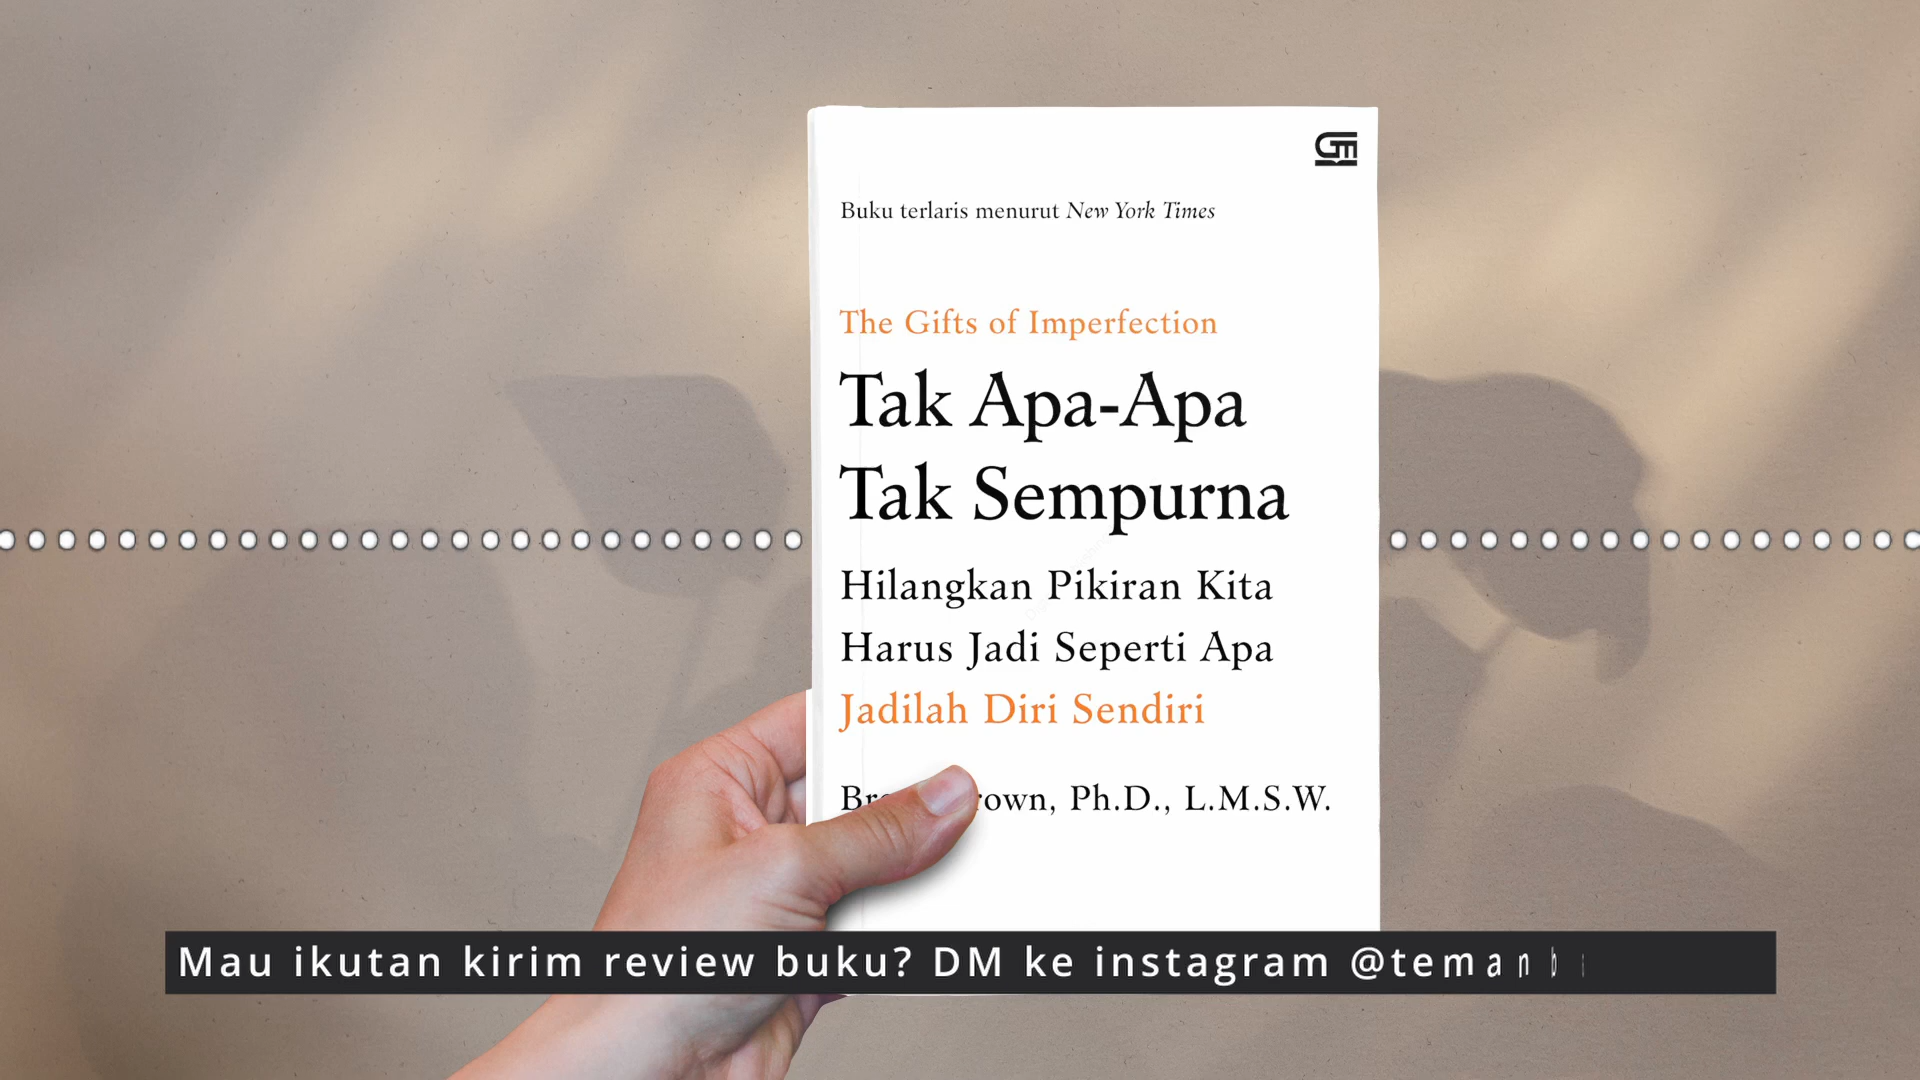 GM
Buku terlaris menurut New York Times
The Gifts of Imperfection
Tak Apa-Apa
Tak Sempurna
Hilangkan Pikiran Kita
Harus Jadi Seperti Apa
Jadilah Diri Sendiri
Ph.D., L.M.S.W.
Mau ikutan kirim review buku? DM ke instagram